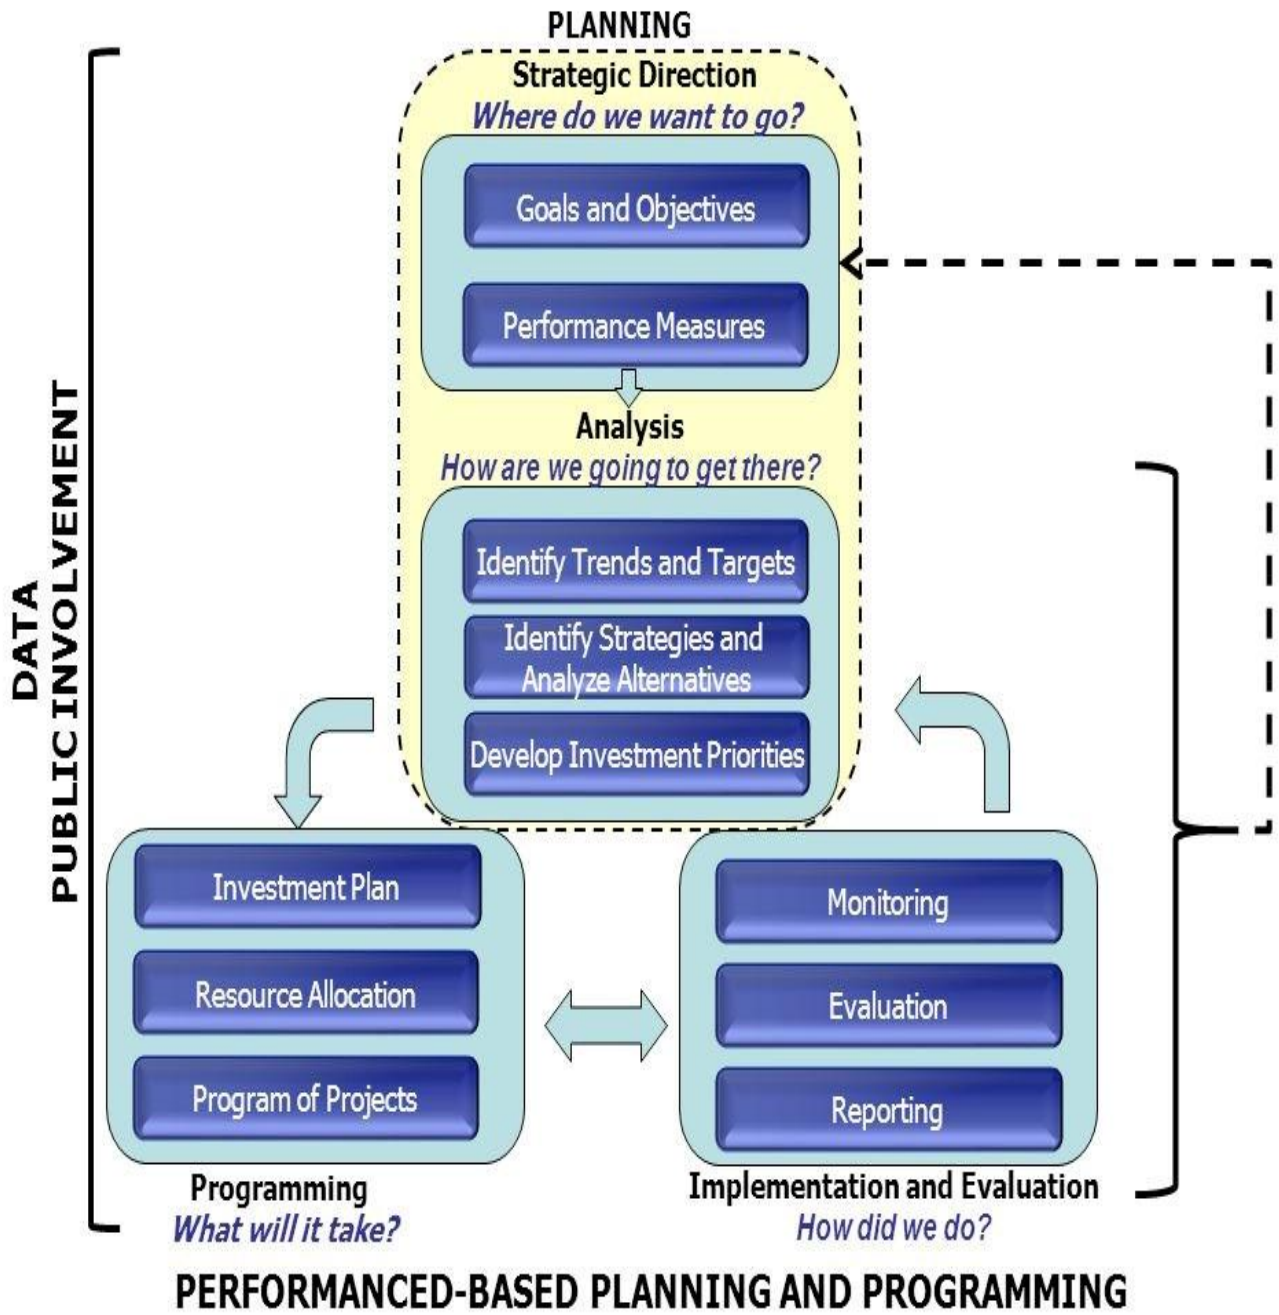 PLANNING
Strategic Direction
Where do we want to go?
Goals and Objectives
Performance Measures
Analysis
How are we going to get there?
Identify Trends and Targets
Identify Strategies and
Analyze Alternatives
Develop Investment Priorities
DATA
PUBLIC INVOLVEMENT
Investment Plan
Resource Allocation
Program of Projects
Programming
What will it take?
Monitoring
Evaluation
Reporting
Implementation and Evaluation
How did we do?
PERFORMANCED-BASED PLANNING AND PROGRAMMING